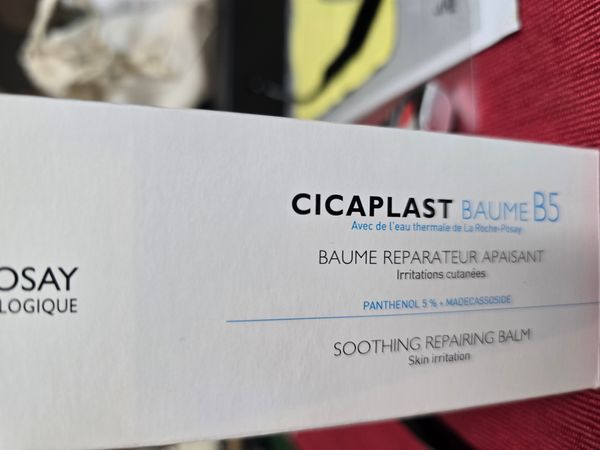 OSAY
LOGIQUE
CICAPLAST BAUME B5
Avec de l'eau thermale de La Roche-Posay
BAUME REPARATEUR APAISANT
Irritations cutanées
PANTHENOL 5 % + MADECASSOSIDE
SOOTHING REPAIRING BALM
Skin irritation